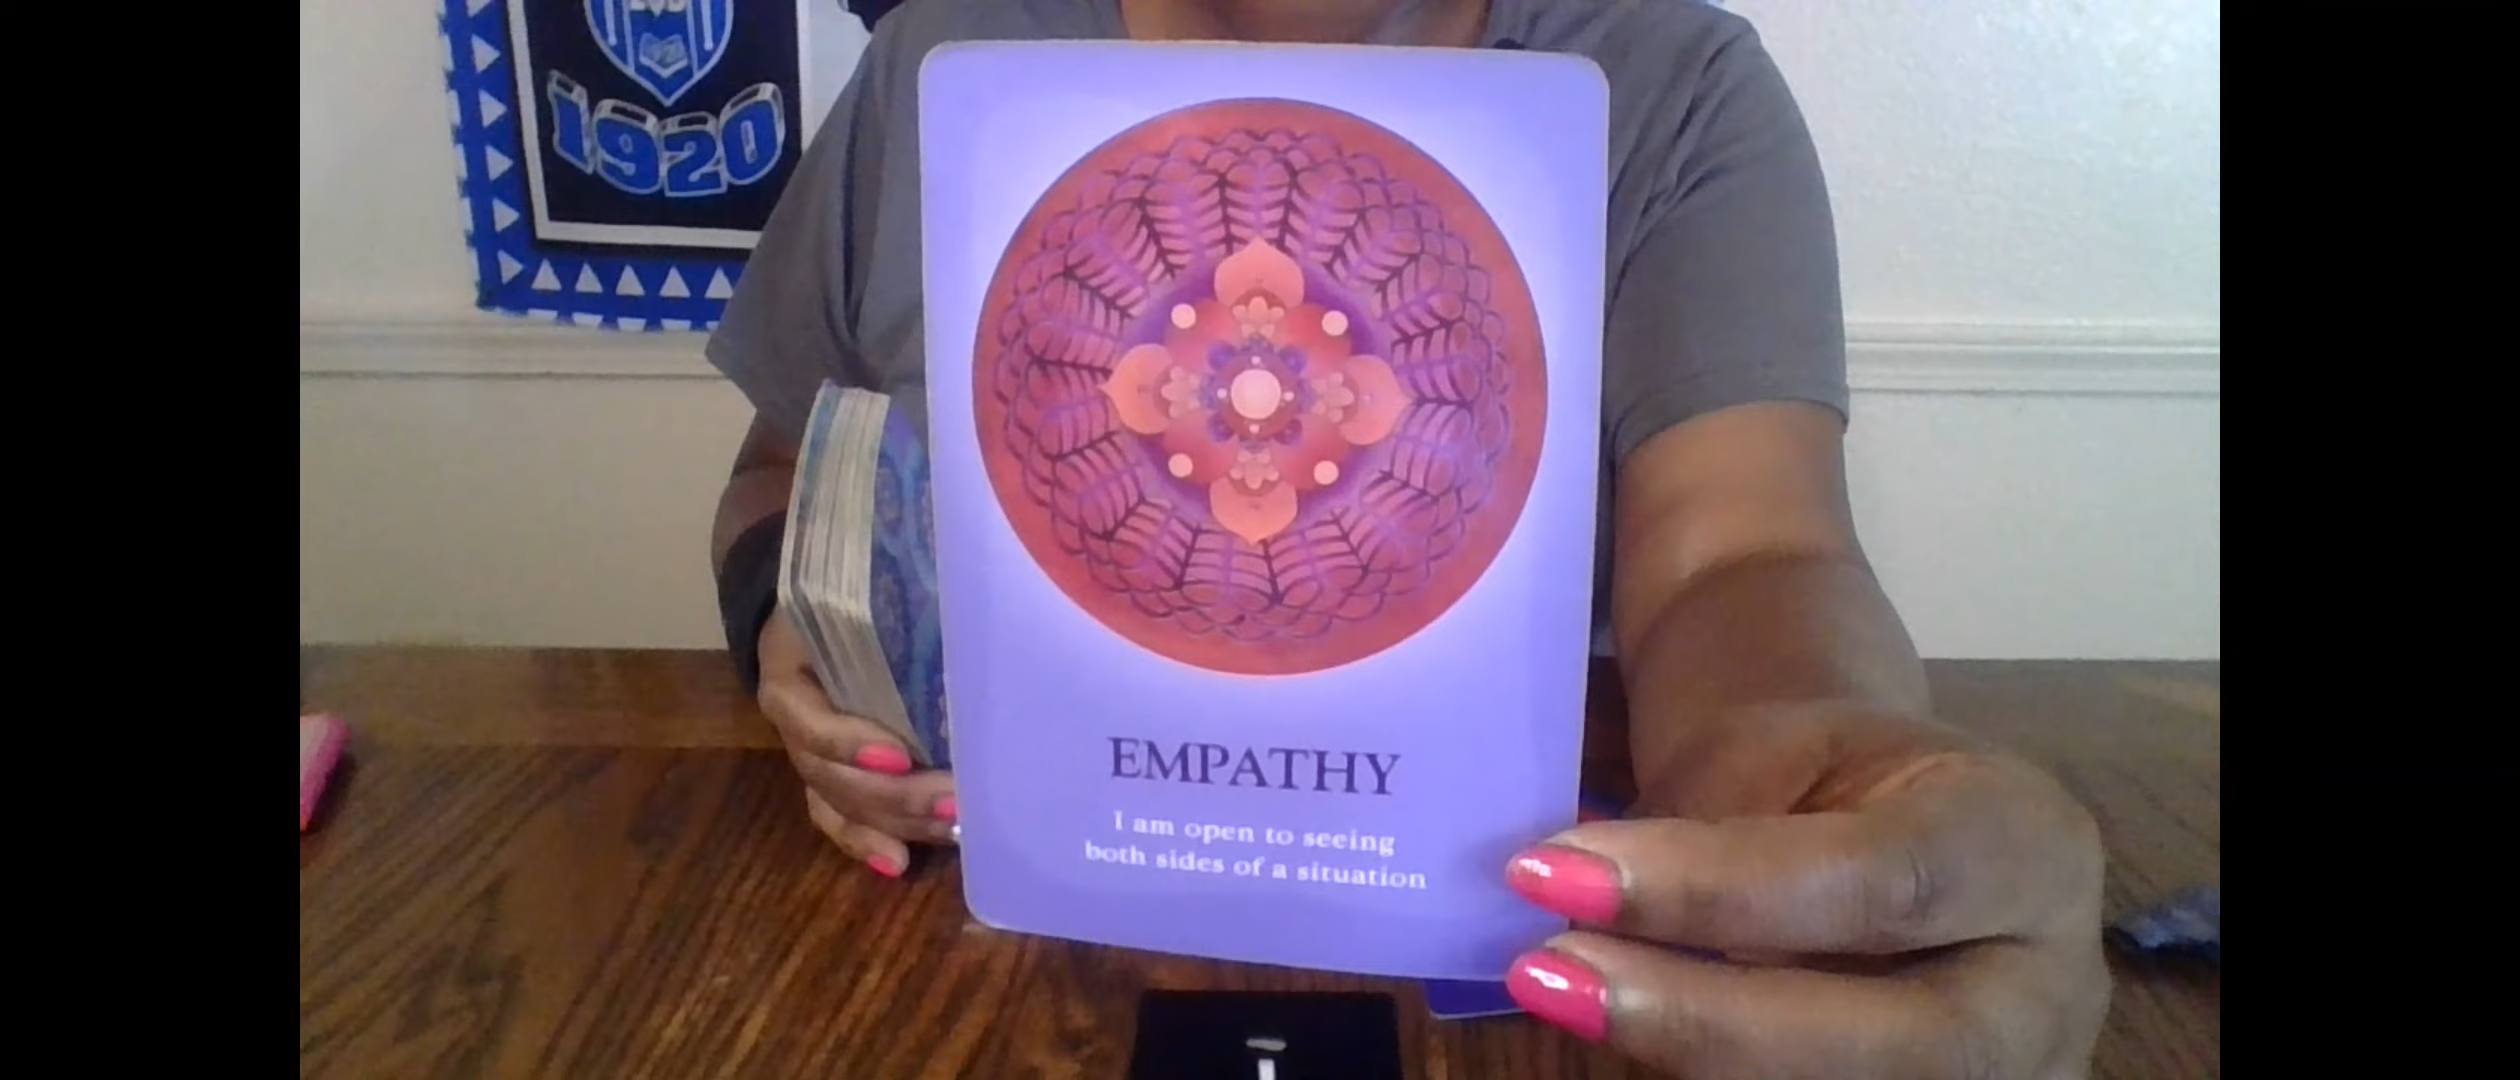 1920
EMPATHY
I am open to seeing
both sides of a situation